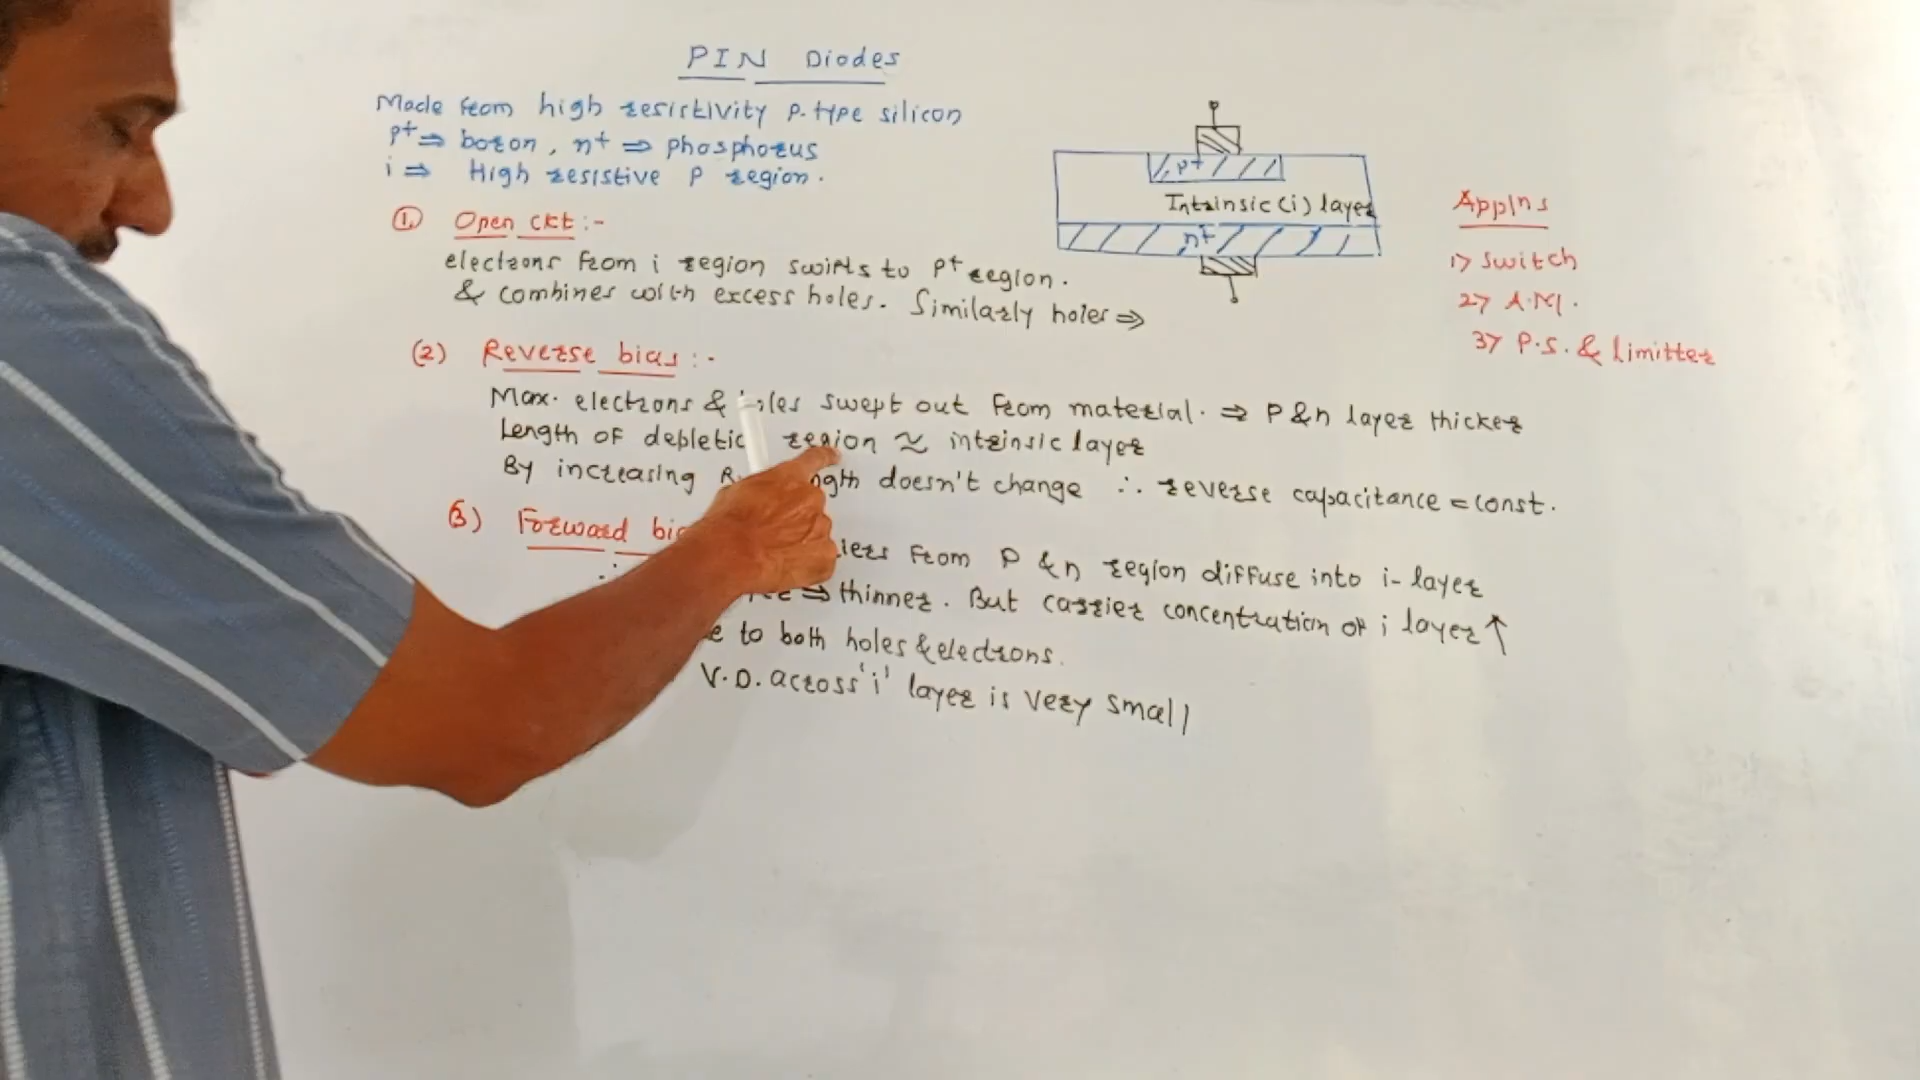 PIN Diodes
Made from high resistivity P-type silicon
p+ ⇒ boron, n+ ⇒ phosphorus
i ⇒ High resistive P region.
① Open ckt :-
electrons from i region swifts to p+ region.
& combines with excess holes. Similarly holes ⇒
(2) Reverse bias :-
Max. electrons & holes swept out from material. ⇒ P & n layer thicker
Length of depletion region ≈ intrinsic layer
By increasing length doesn't change ∴ reverse capacitance = const.
(3) Forward bias
from P & n region diffuse into i-layer
⇒ thinner. But carrier concentration of i layer ↑
to both holes & electrons.
V.D. across 'i' layer is very small
p+
Intrinsic (i) layer
n+
Applns
1> Switch
2> A.M.
3> P.S. & limitter